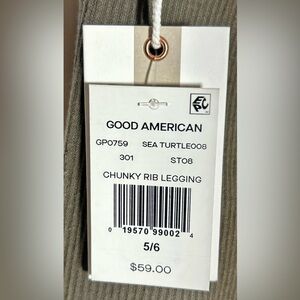 GOOD AMERICAN
GP0759 SEA TURTLE008
301 ST08
CHUNKY RIB LEGGING
0 19570 99002 4
5/6
$59.00